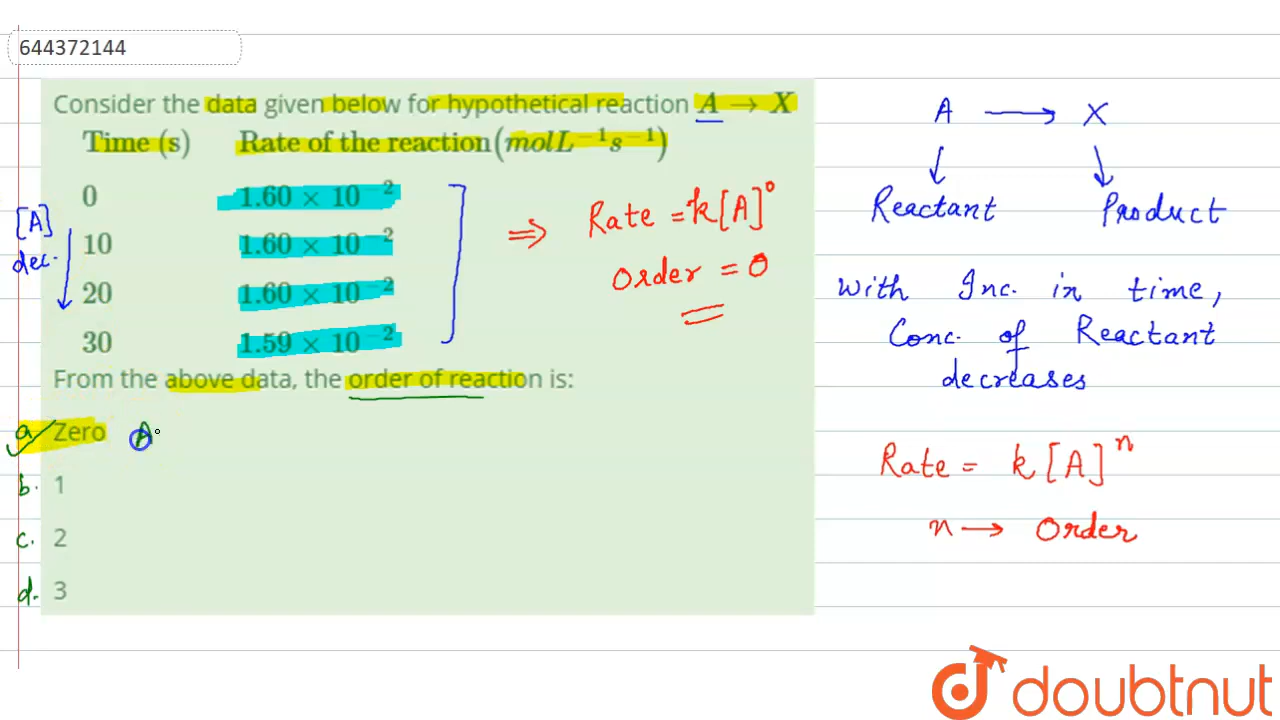 644372144
Consider the data given below for hypothetical reaction A → X
Time (s) Rate of the reaction(molL⁻¹s⁻¹)
0 1.60 × 10⁻²
10 1.60 × 10⁻²
20 1.60 × 10⁻²
30 1.59 × 10⁻²
[A]
dec.
From the above data, the order of reaction is:
a Zero A°
b. 1
c. 2
d. 3
⇒ Rate = k[A]⁰
Order = 0
A → X
↓ ↓
Reactant Product
With Inc. in time,
Conc. of Reactant
decreases
Rate = k[A]ⁿ
n → Order
doubtnut